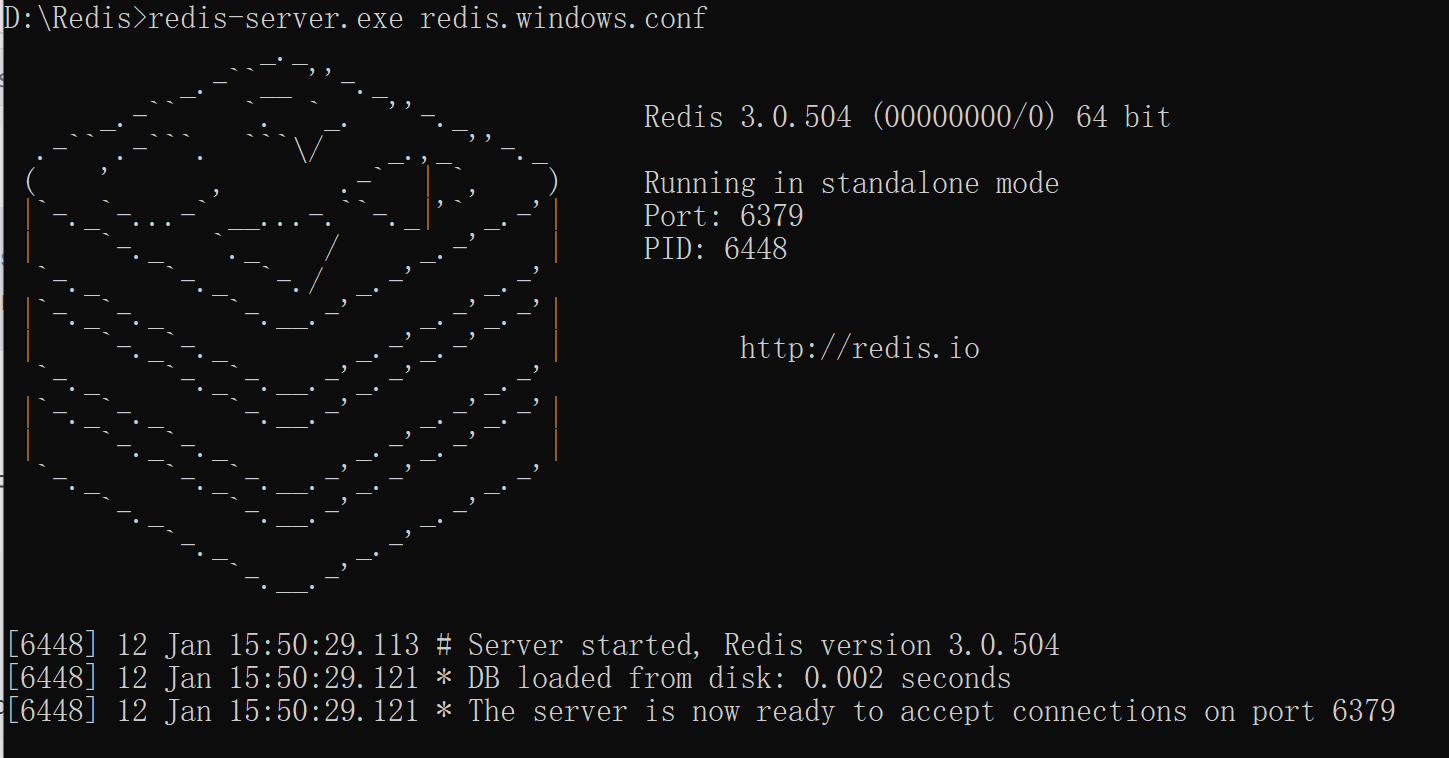 D:\Redis>redis-server.exe redis.windows.conf
Redis 3.0.504 (00000000/0) 64 bit
Running in standalone mode
Port: 6379
PID: 6448
http://redis.io
[6448] 12 Jan 15:50:29.113 # Server started, Redis version 3.0.504
[6448] 12 Jan 15:50:29.121 * DB loaded from disk: 0.002 seconds
[6448] 12 Jan 15:50:29.121 * The server is now ready to accept connections on port 6379